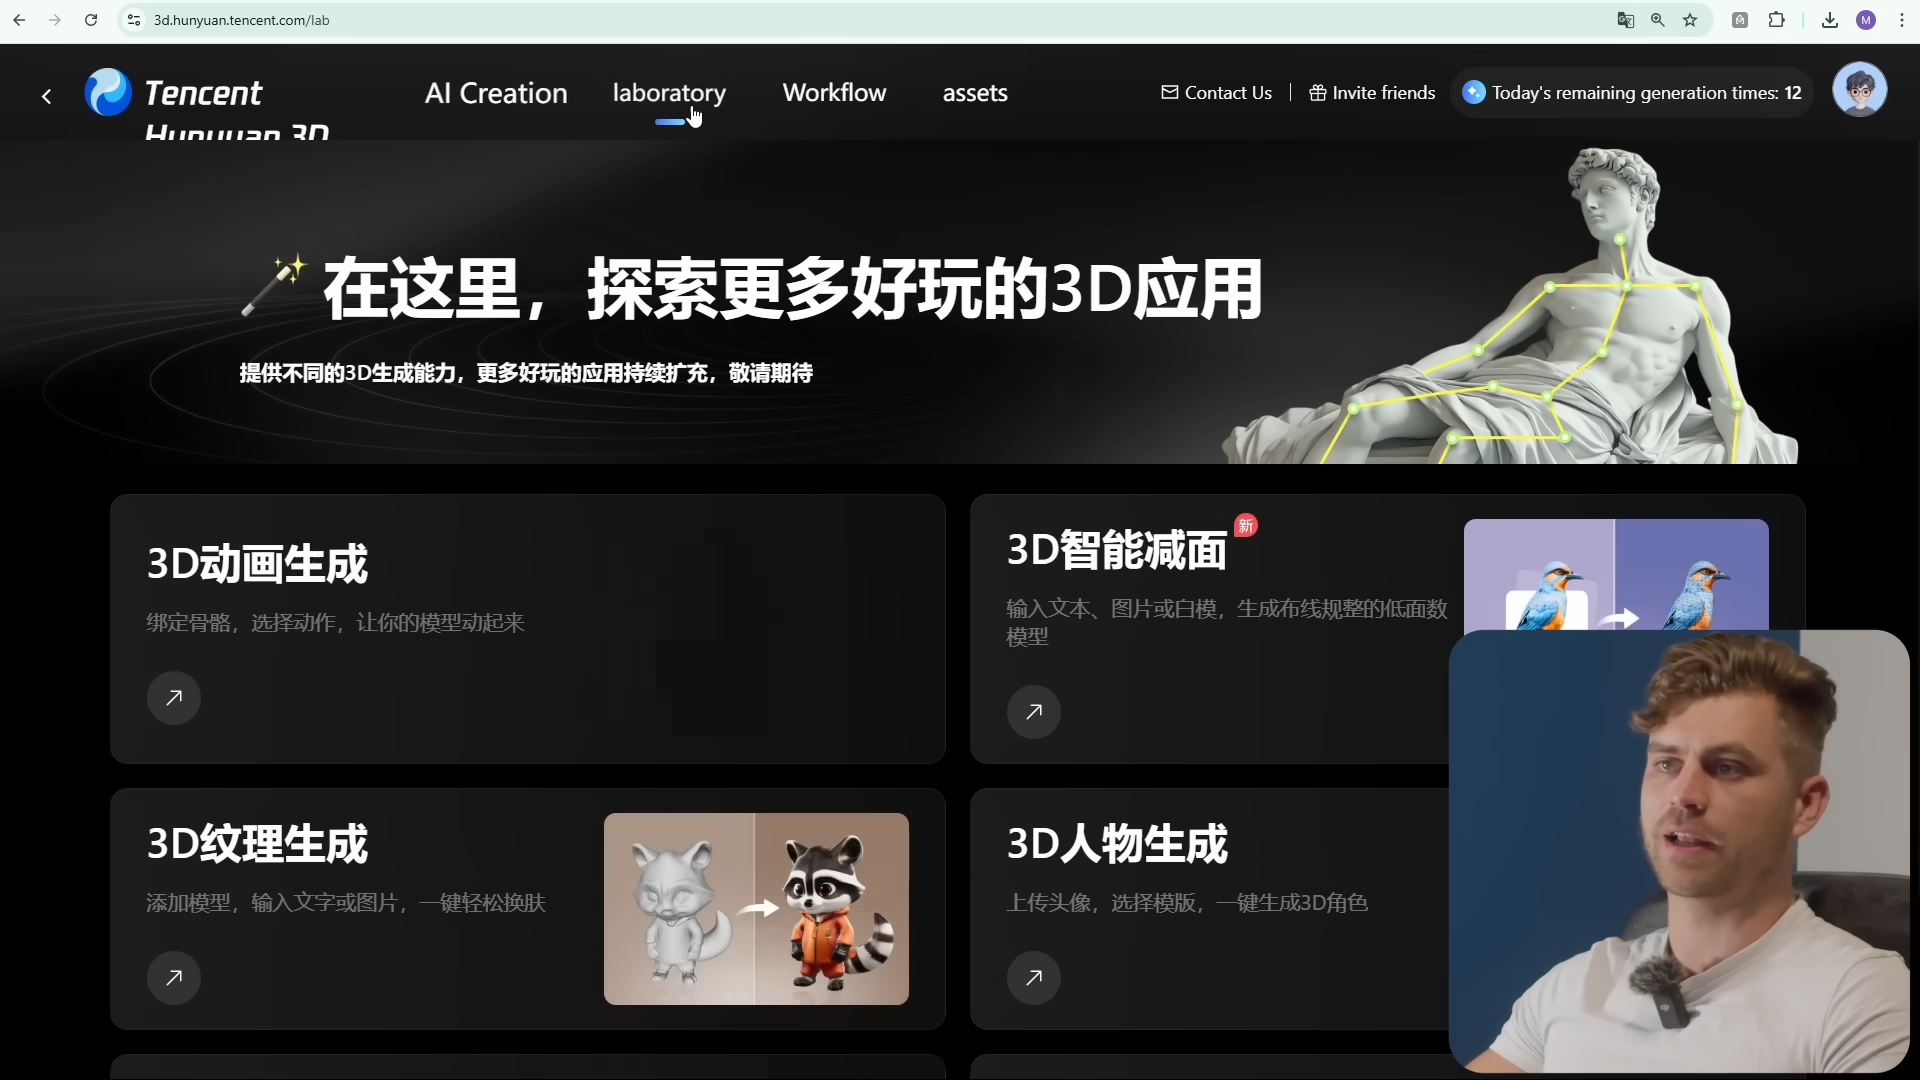 3d.hunyuan.tencent.com/lab
M
Tencent
Hunyuan 3D
AI Creation
laboratory
Workflow
assets
Contact Us
Invite friends
Today's remaining generation times: 12
在这里，探索更多好玩的3D应用
提供不同的3D生成能力，更多好玩的应用持续扩充，敬请期待
3D动画生成
绑定骨骼，选择动作，让你的模型动起来
3D智能减面
新
输入文本、图片或白模，生成布线规整的低面数
模型
3D纹理生成
添加模型，输入文字或图片，一键轻松换肤
3D人物生成
上传头像，选择模版，一键生成3D角色